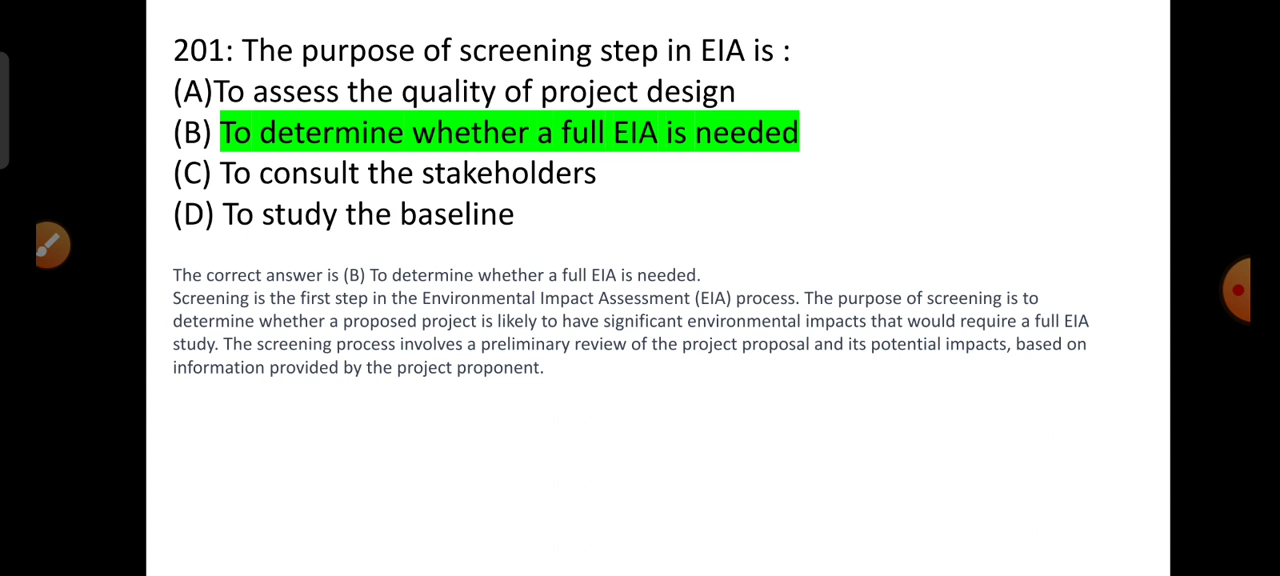 201: The purpose of screening step in EIA is :
(A)To assess the quality of project design
(B) To determine whether a full EIA is needed
(C) To consult the stakeholders
(D) To study the baseline
The correct answer is (B) To determine whether a full EIA is needed.
Screening is the first step in the Environmental Impact Assessment (EIA) process. The purpose of screening is to
determine whether a proposed project is likely to have significant environmental impacts that would require a full EIA
study. The screening process involves a preliminary review of the project proposal and its potential impacts, based on
information provided by the project proponent.